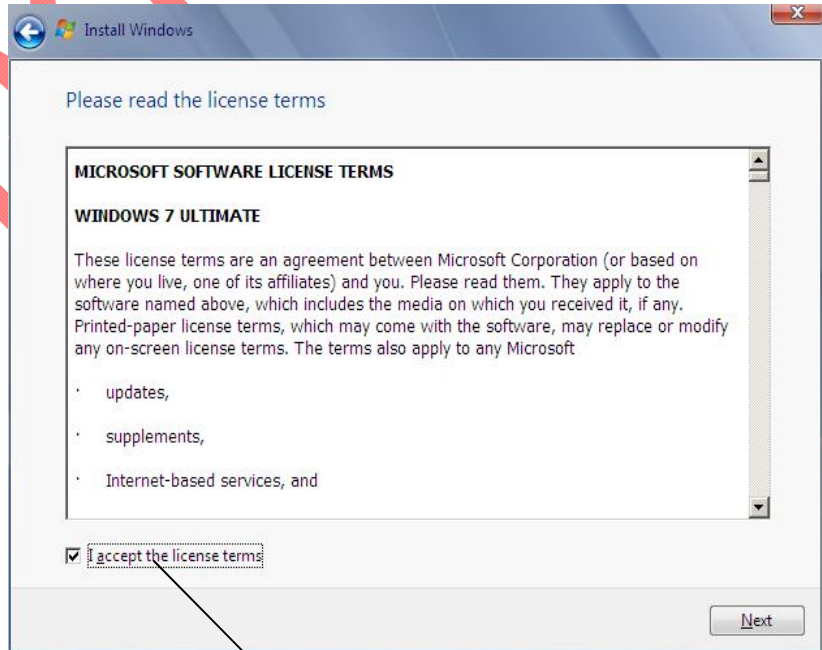 Install Windows
Please read the license terms
MICROSOFT SOFTWARE LICENSE TERMS
WINDOWS 7 ULTIMATE
These license terms are an agreement between Microsoft Corporation (or based on
where you live, one of its affiliates) and you. Please read them. They apply to the
software named above, which includes the media on which you received it, if any.
Printed-paper license terms, which may come with the software, may replace or modify
any on-screen license terms. The terms also apply to any Microsoft
· updates,
· supplements,
· Internet-based services, and
I accept the license terms
Next